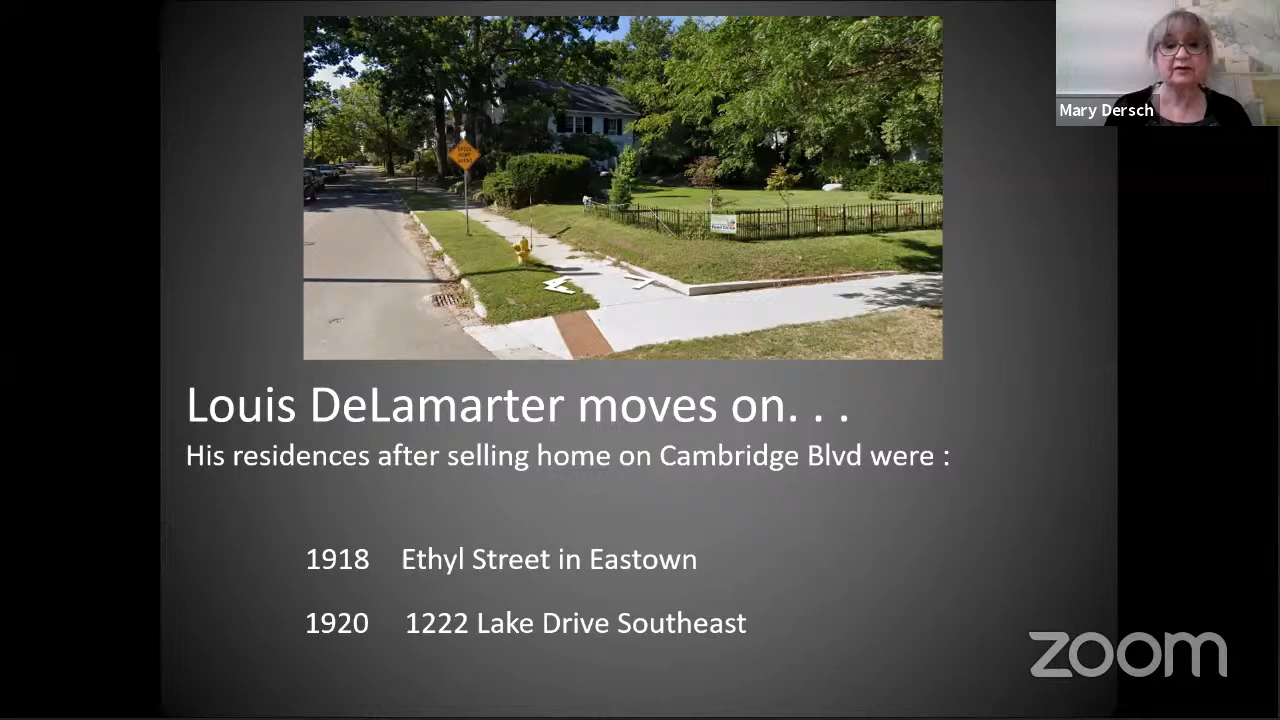 Mary Dersch
Louis DeLamarter moves on. . .
His residences after selling home on Cambridge Blvd were :
1918 Ethyl Street in Eastown
1920 1222 Lake Drive Southeast
zoom